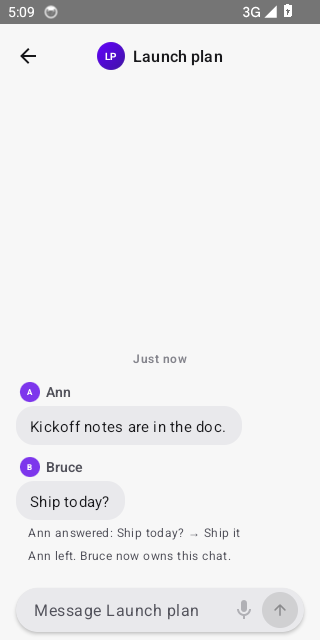 5:09
3G
LP
Launch plan
Just now
A
Ann
Kickoff notes are in the doc.
B
Bruce
Ship today?
Ann answered: Ship today? → Ship it
Ann left. Bruce now owns this chat.
Message Launch plan